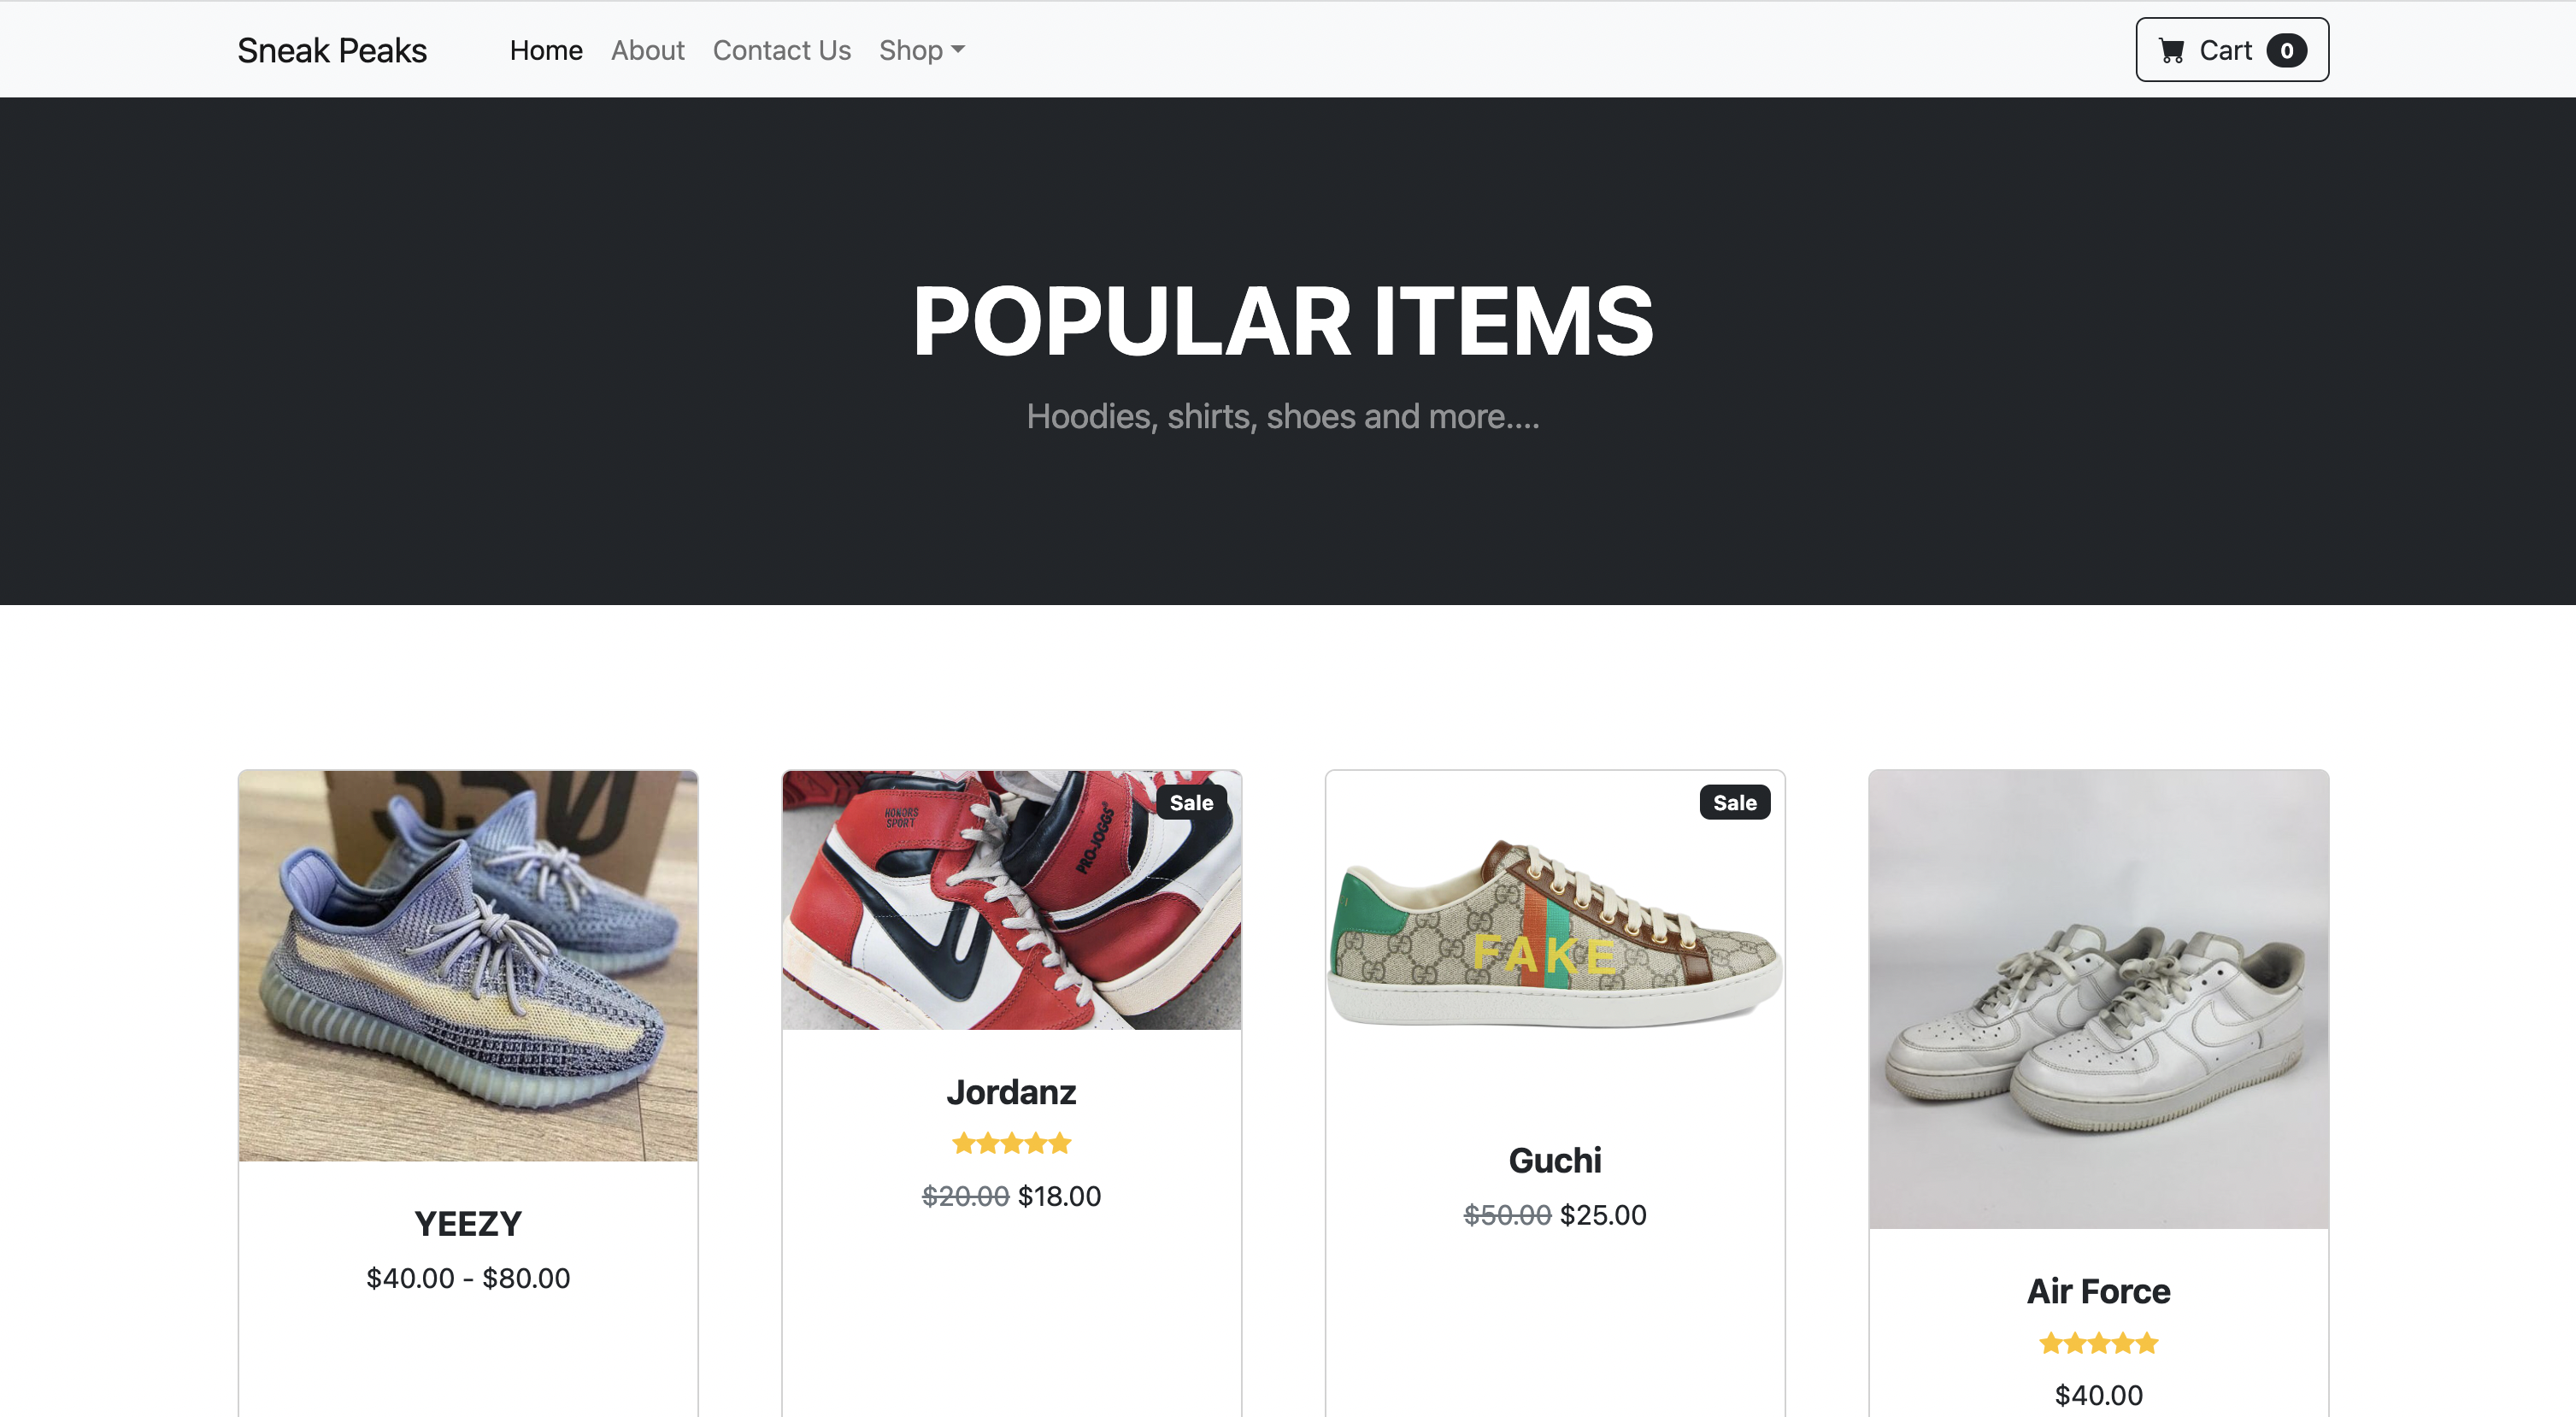 Sneak Peaks Home About Contact Us Shop Cart 0
POPULAR ITEMS
Hoodies, shirts, shoes and more....
350
HONORS
SPORT
PRO-JOGGS®
Sale
FAKE
Sale
YEEZY
$40.00 - $80.00
Jordanz
$20.00 $18.00
Guchi
$50.00 $25.00
Air Force
$40.00